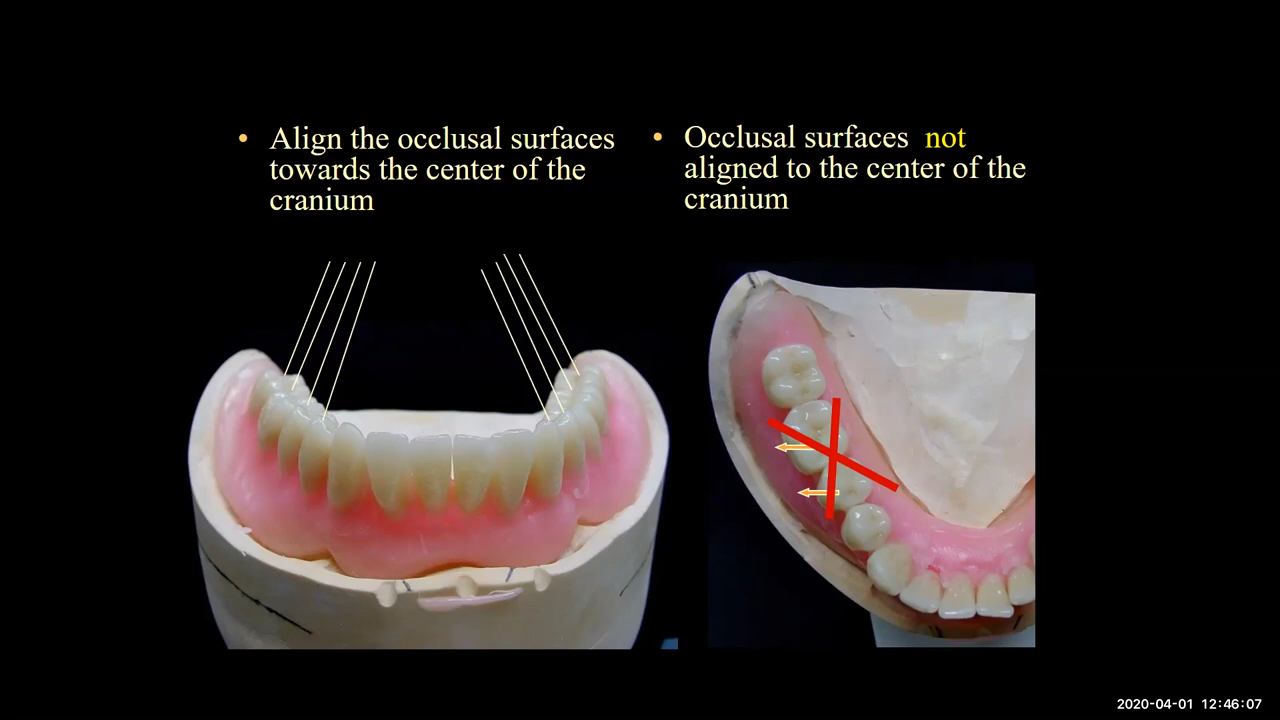 • Align the occlusal surfaces
towards the center of the
cranium
• Occlusal surfaces not
aligned to the center of the
cranium
2020-04-01 12:46:07